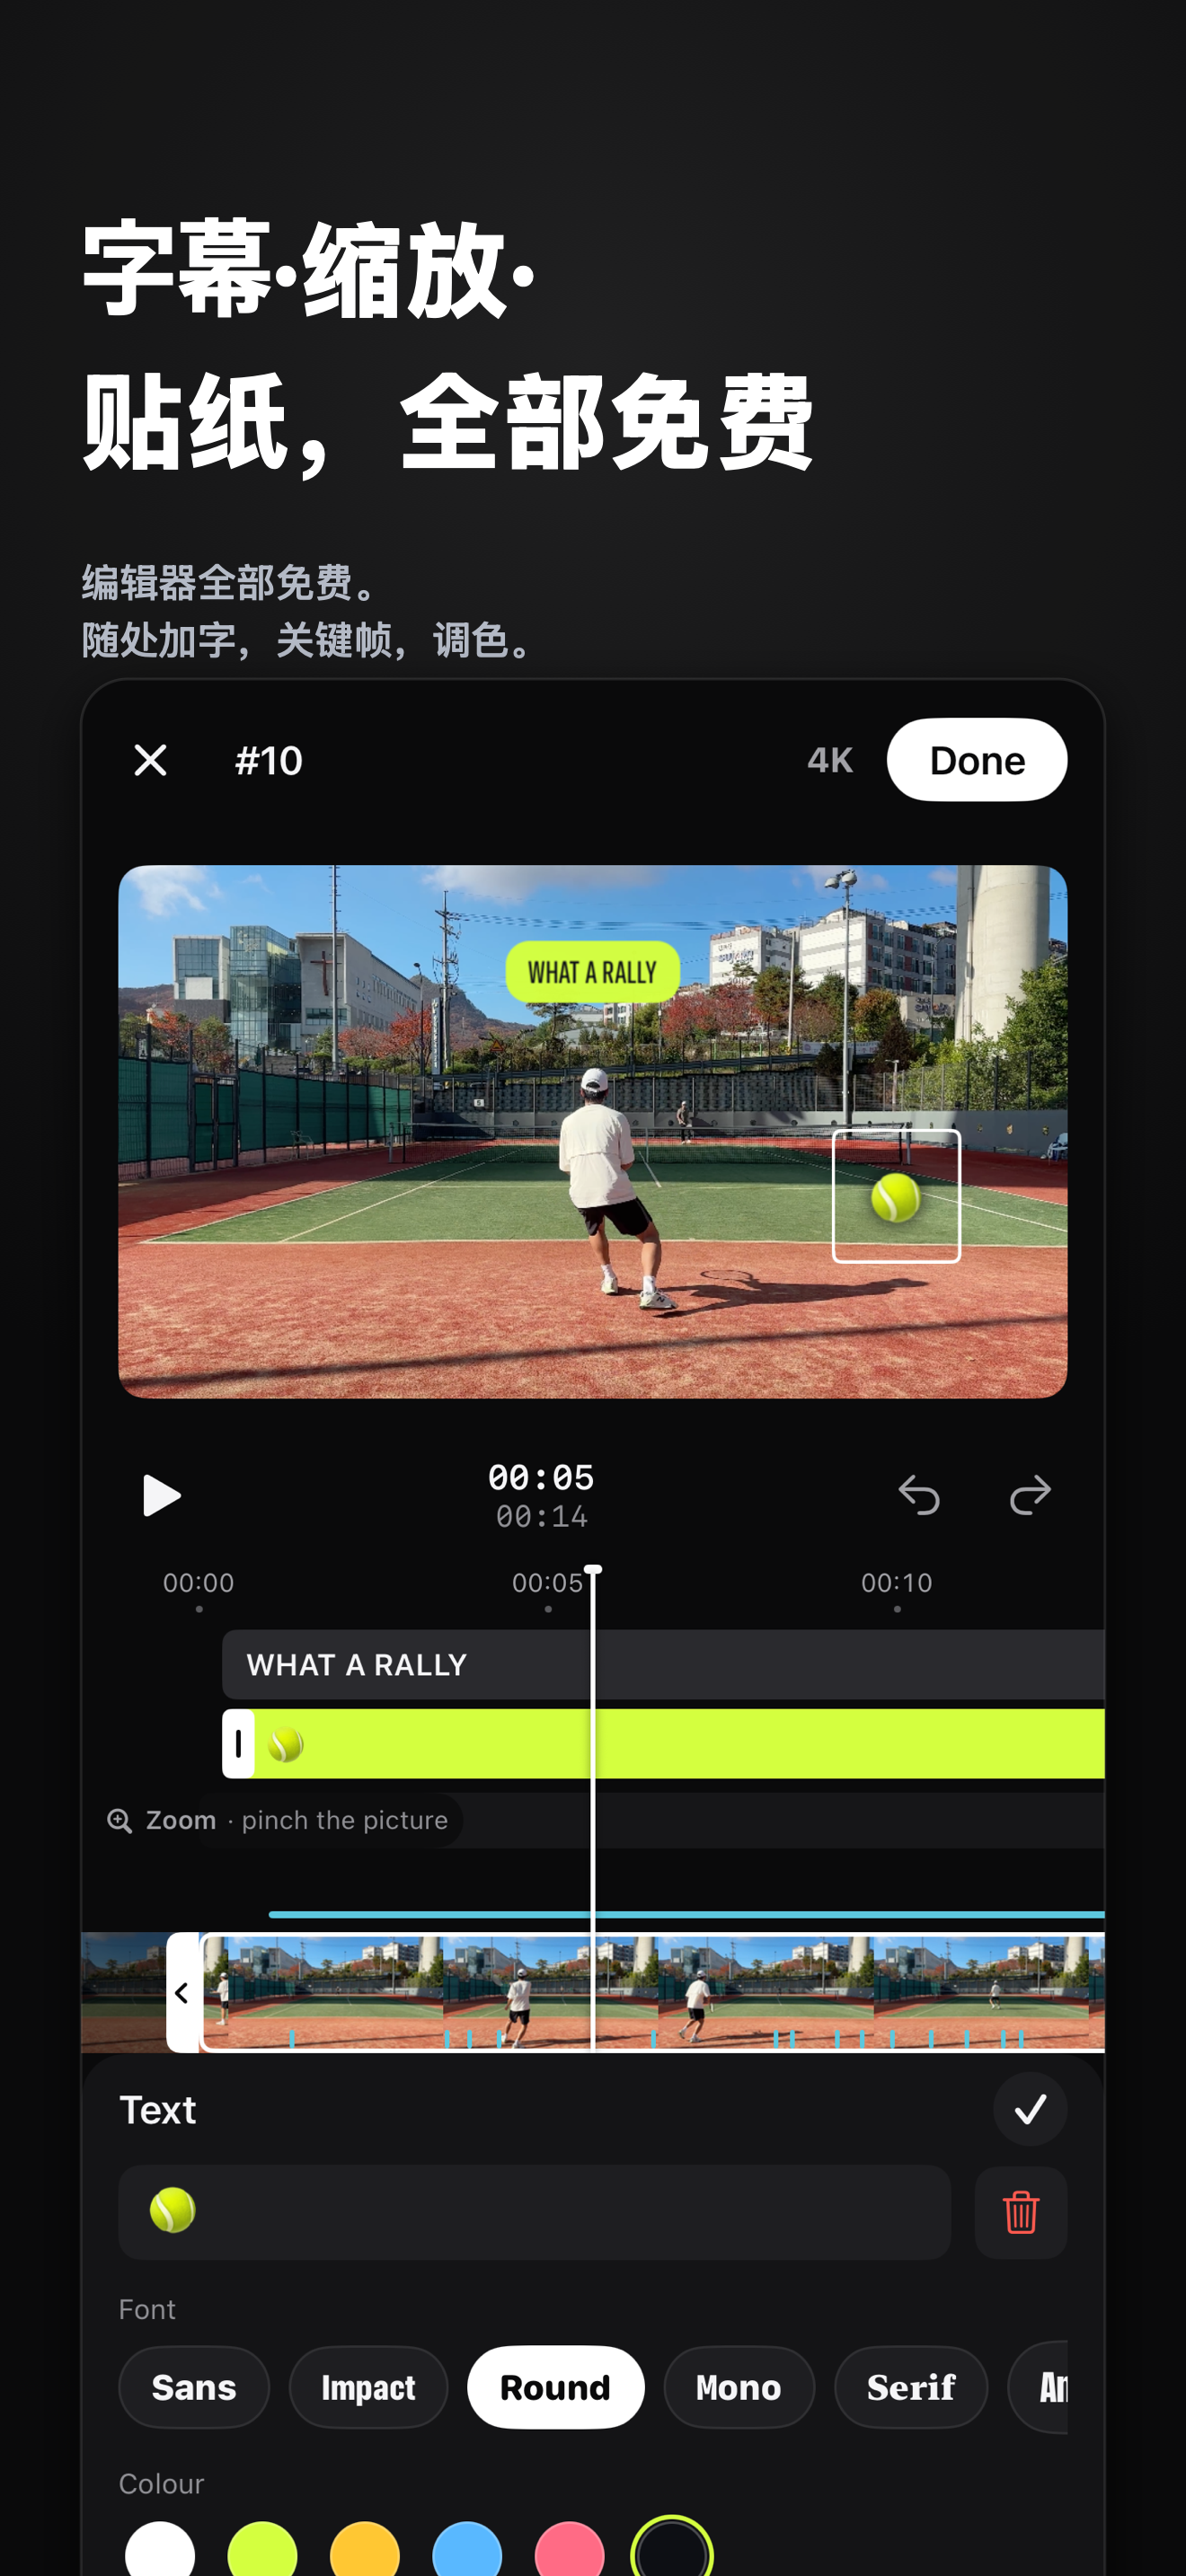 字幕·缩放·
贴纸，全部免费
编辑器全部免费。
随处加字，关键帧，调色。
#10
4K
Done
WHAT A RALLY
00:05
00:14
00:00
00:05
00:10
WHAT A RALLY
Zoom · pinch the picture
Text
Font
Sans
Impact
Round
Mono
Serif
Colour